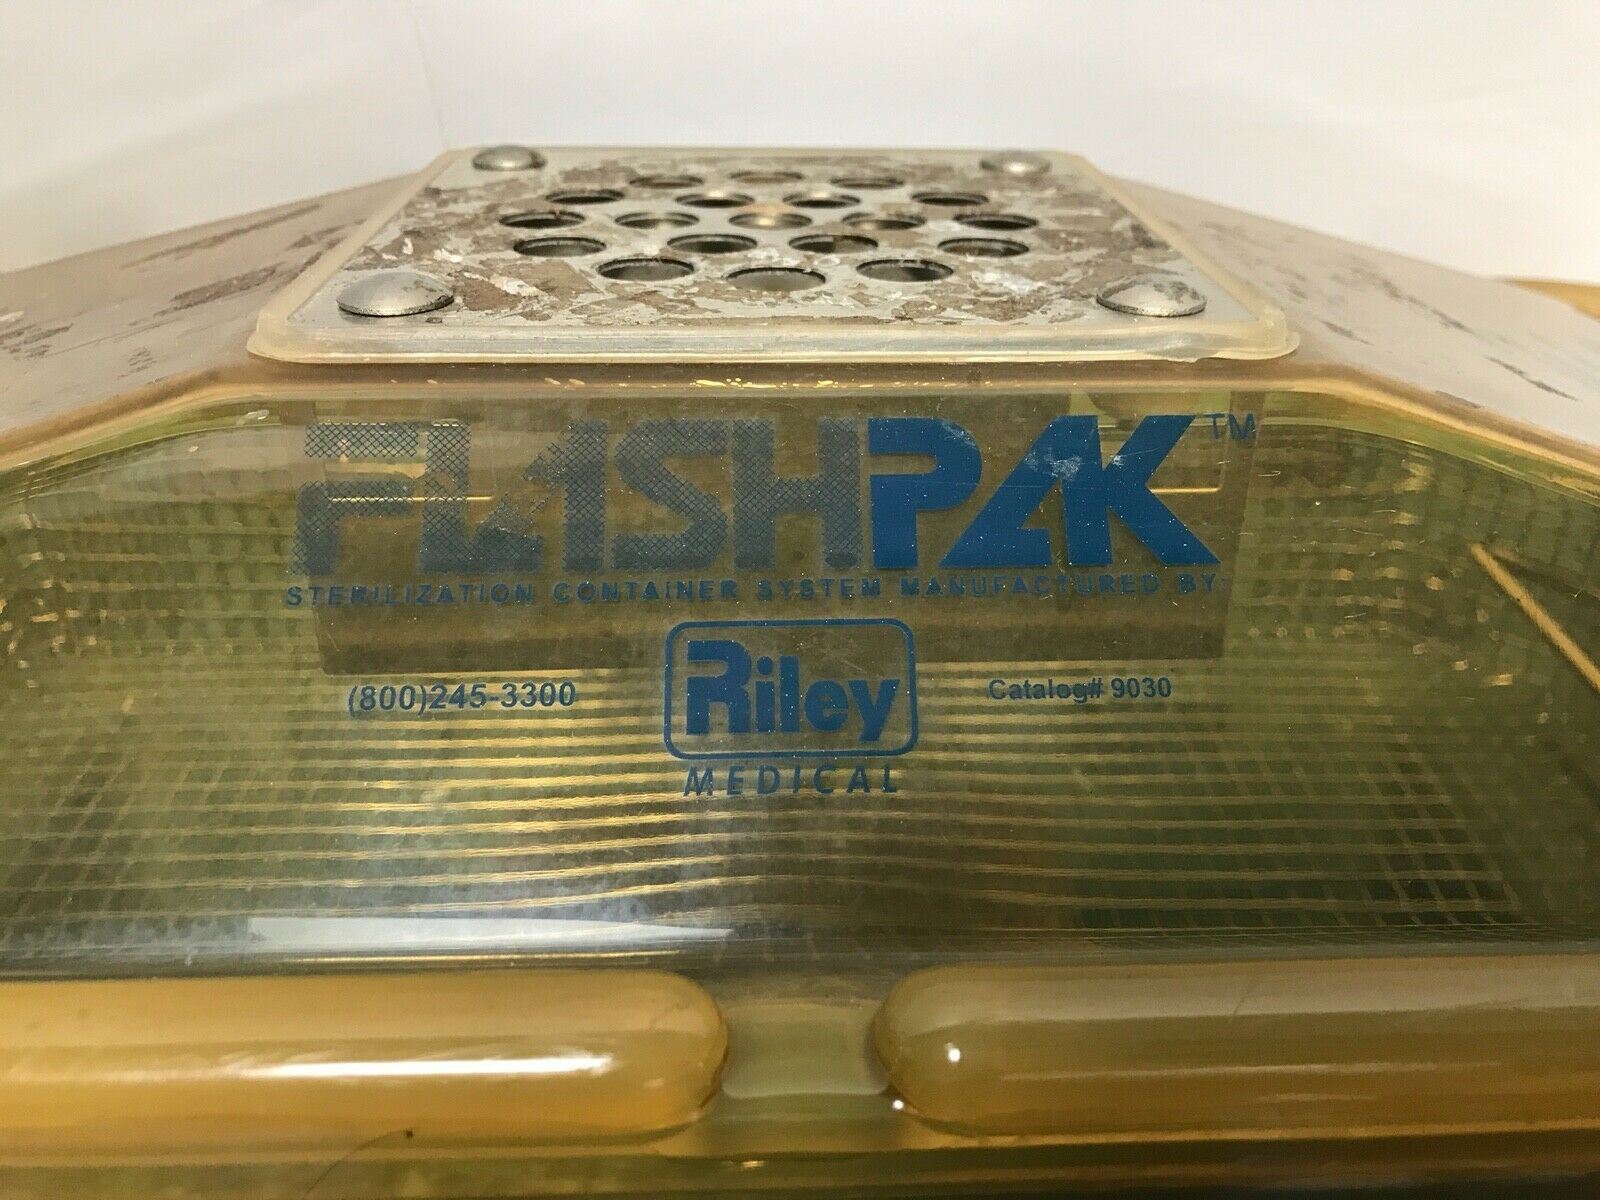 FLASHPAK™
STERILIZATION CONTAINER SYSTEM MANUFACTURED BY:
(800)245-3300 Riley Catalog# 9030
MEDICAL